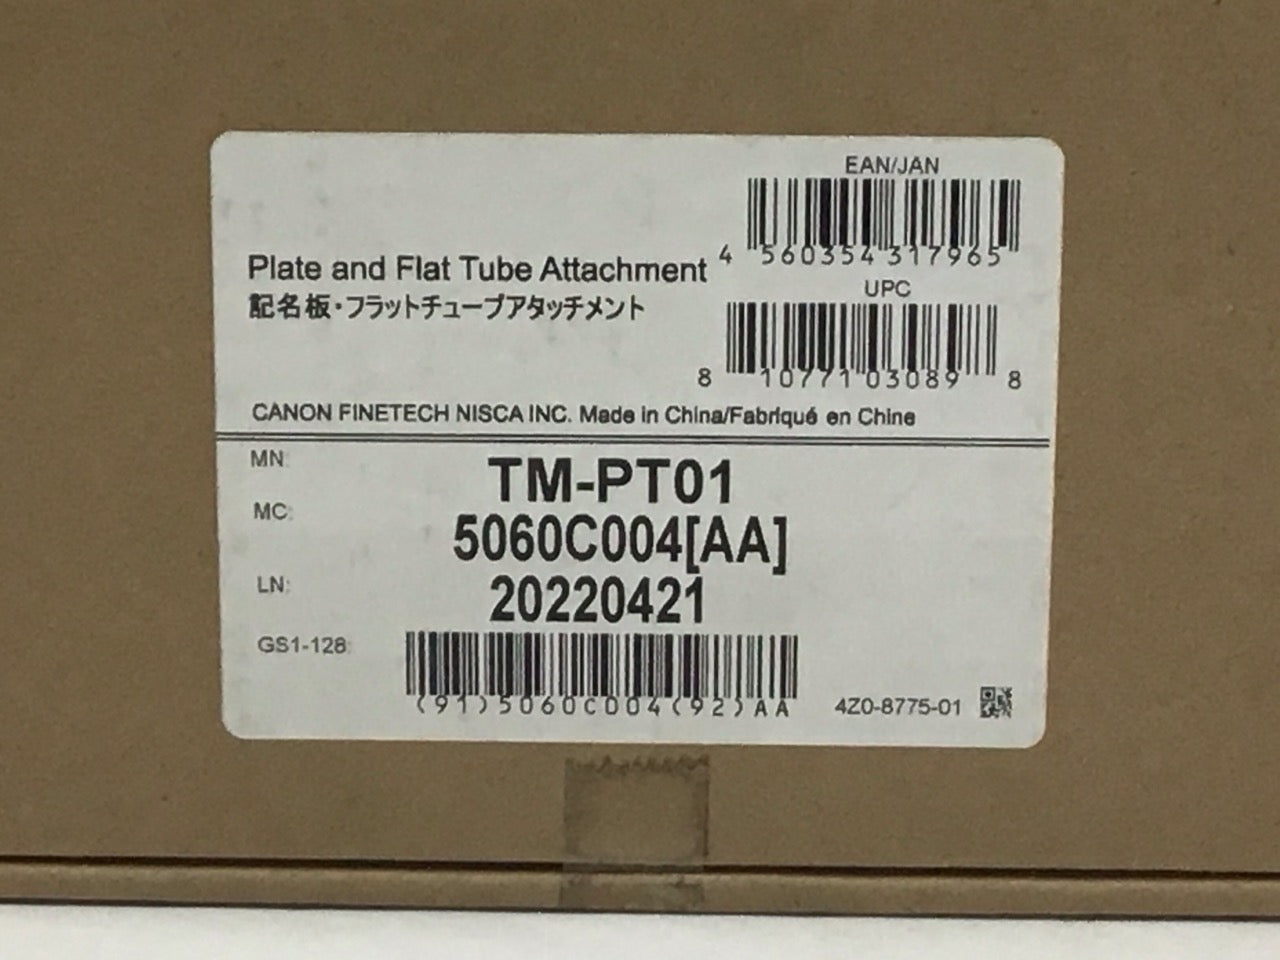 EAN/JAN
4 560354 317965
Plate and Flat Tube Attachment
記名板・フラットチューブアタッチメント
UPC
8 10771 03089 8
CANON FINETECH NISCA INC. Made in China/Fabriqué en Chine
MN: TM-PT01
MC: 5060C004[AA]
LN: 20220421
GS1-128:
(91)5060C004(92)AA
4Z0-8775-01